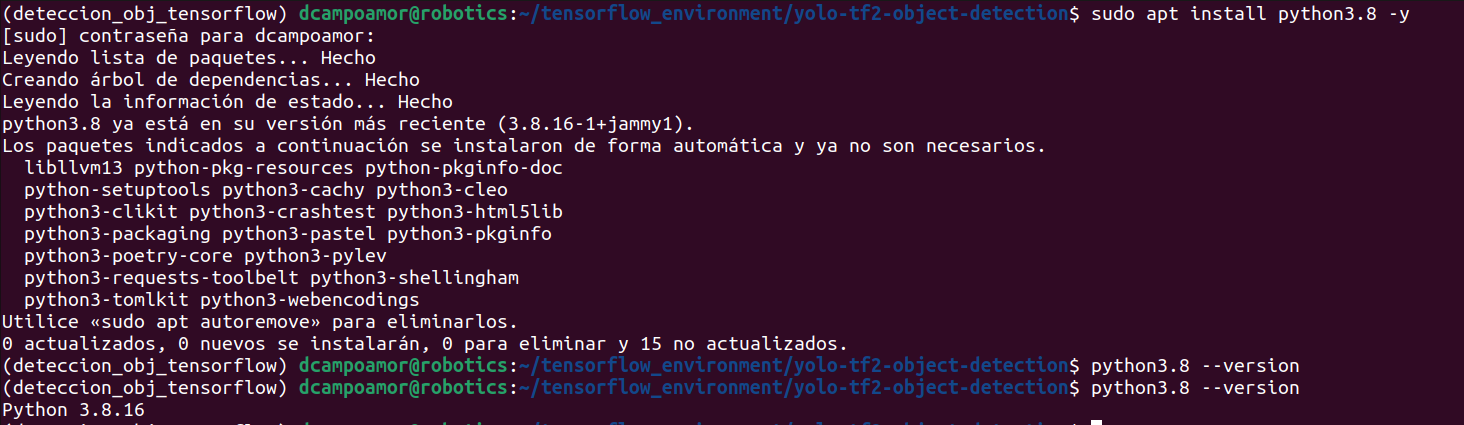 (deteccion_obj_tensorflow) dcampoamor@robotics:~/tensorflow_environment/yolo-tf2-object-detection$ sudo apt install python3.8 -y
[sudo] contraseña para dcampoamor:
Leyendo lista de paquetes... Hecho
Creando árbol de dependencias... Hecho
Leyendo la información de estado... Hecho
python3.8 ya está en su versión más reciente (3.8.16-1+jammy1).
Los paquetes indicados a continuación se instalaron de forma automática y ya no son necesarios.
  libllvm13 python-pkg-resources python-pkginfo-doc
  python-setuptools python3-cachy python3-cleo
  python3-clikit python3-crashtest python3-html5lib
  python3-packaging python3-pastel python3-pkginfo
  python3-poetry-core python3-pylev
  python3-requests-toolbelt python3-shellingham
  python3-tomlkit python3-webencodings
Utilice «sudo apt autoremove» para eliminarlos.
0 actualizados, 0 nuevos se instalarán, 0 para eliminar y 15 no actualizados.
(deteccion_obj_tensorflow) dcampoamor@robotics:~/tensorflow_environment/yolo-tf2-object-detection$ python3.8 --version
(deteccion_obj_tensorflow) dcampoamor@robotics:~/tensorflow_environment/yolo-tf2-object-detection$ python3.8 --version
Python 3.8.16